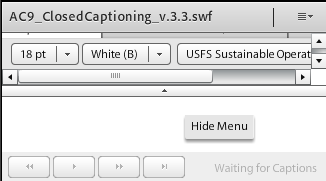 AC9_ClosedCaptioning_v.3.3.swf
18 pt White (B) USFS Sustainable Operat
Hide Menu
Waiting for Captions